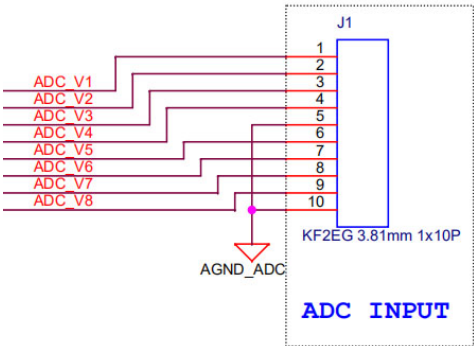 J1
1
2
3
4
5
6
7
8
9
10
ADC_V1
ADC_V2
ADC_V3
ADC_V4
ADC_V5
ADC_V6
ADC_V7
ADC_V8
KF2EG 3.81mm 1x10P
AGND_ADC
ADC INPUT